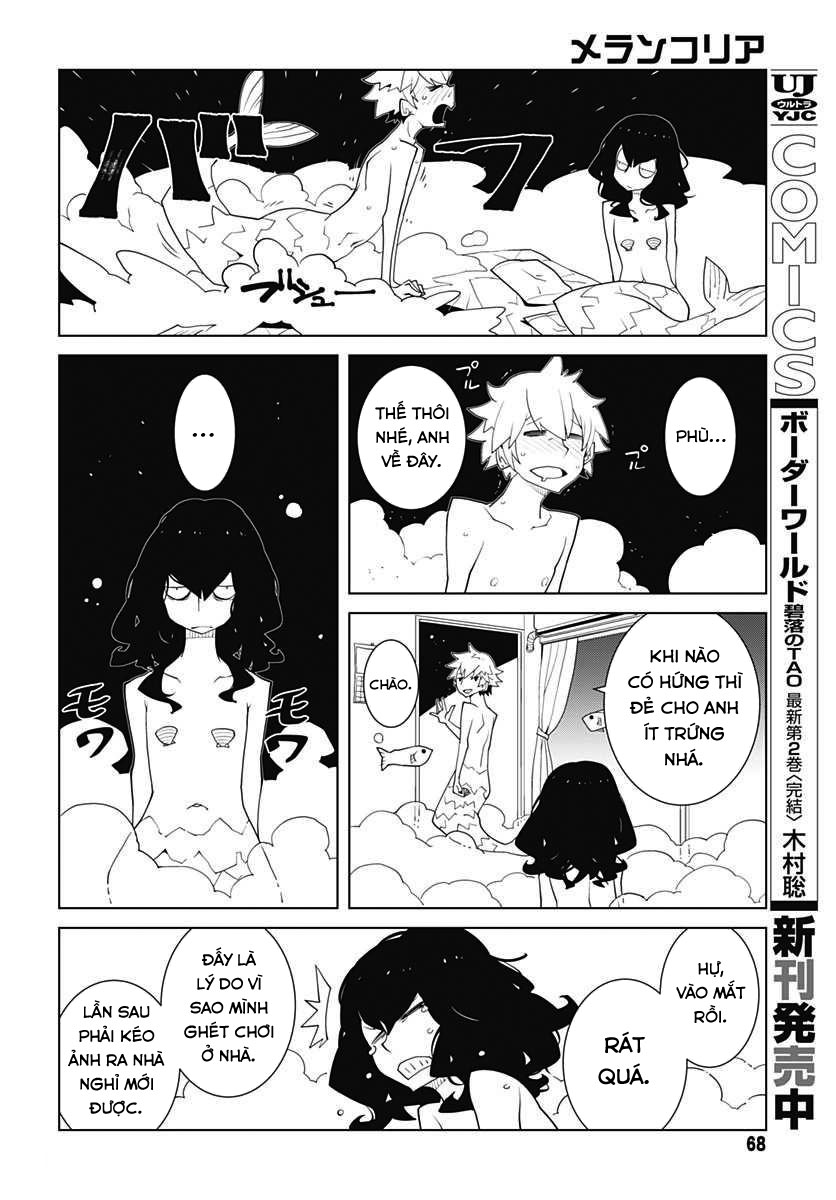 メランコリア
UJ
ウルトラ
YJC
COMICS
ボーダーワールド
碧落のTAO
最新第2巻〈完結〉
木村聡
新刊発売中
ブバ
ブシュー
プル
PHÙ...
THẾ THÔI
NHÉ, ANH
VỀ ĐÂY.
プル
...
モワ
モワ
KHI NÀO
CÓ HỨNG THÌ
ĐẺ CHO ANH
ÍT TRỨNG
NHÁ.
CHÀO.
HỰ,
VÀO MẮT
RỒI.
RÁT
QUÁ.
ĐẤY LÀ
LÝ DO VÌ
SAO MÌNH
GHÉT CHƠI
Ở NHÀ.
LẦN SAU
PHẢI KÉO
ẢNH RA NHÀ
NGHỈ MỚI
ĐƯỢC.
68